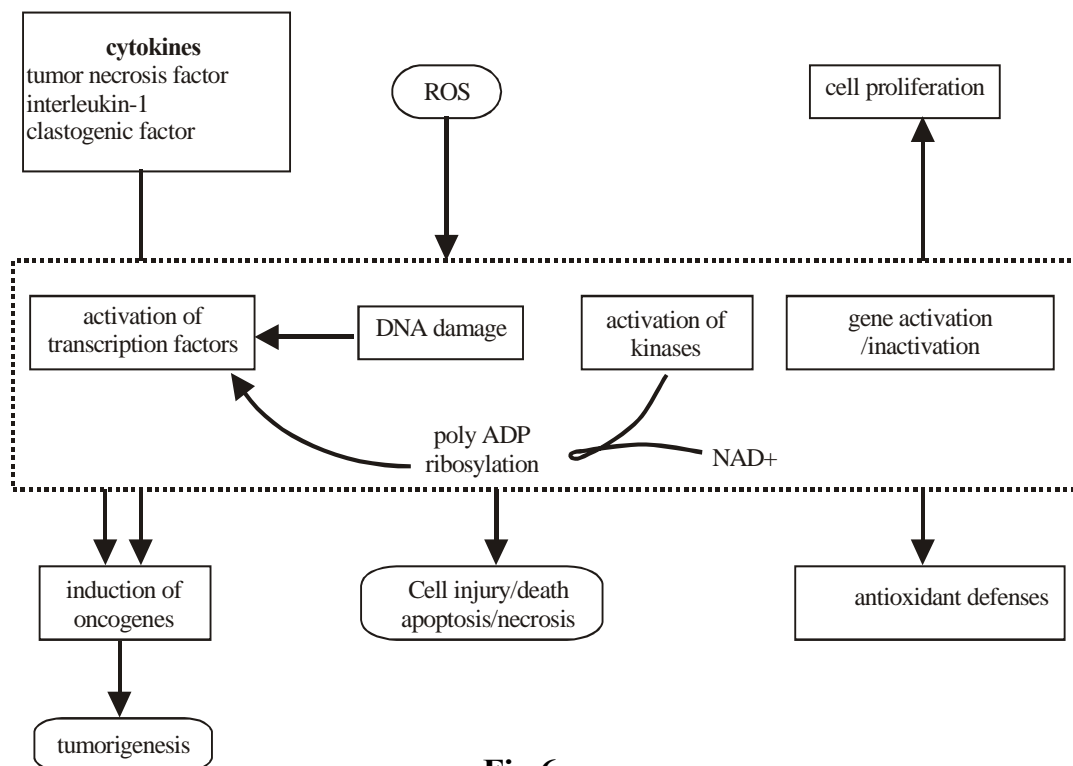 cytokines
tumor necrosis factor
interleukin-1
clastogenic factor
ROS
cell proliferation
activation of
transcription factors
DNA damage
activation of
kinases
gene activation
/inactivation
poly ADP
ribosylation
NAD+
induction of
oncogenes
Cell injury/death
apoptosis/necrosis
antioxidant defenses
tumorigenesis